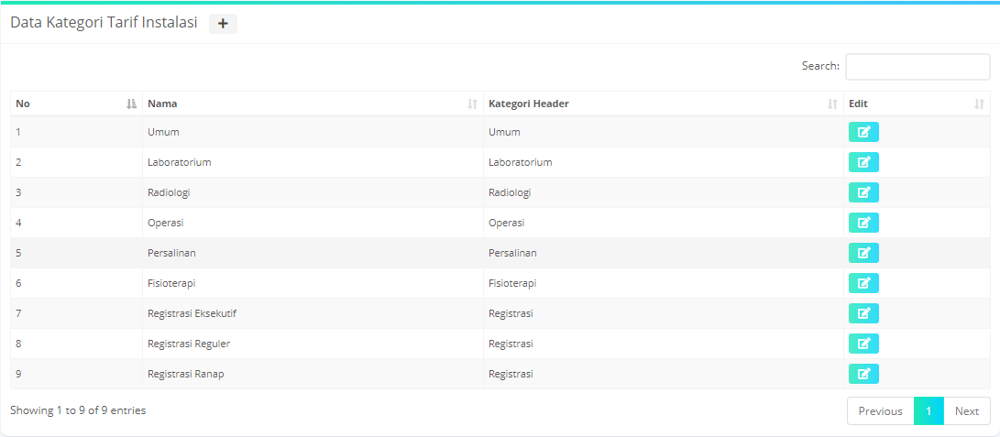 Data Kategori Tarif Instalasi +
Search:
No Nama Kategori Header Edit
1 Umum Umum
2 Laboratorium Laboratorium
3 Radiologi Radiologi
4 Operasi Operasi
5 Persalinan Persalinan
6 Fisioterapi Fisioterapi
7 Registrasi Eksekutif Registrasi
8 Registrasi Reguler Registrasi
9 Registrasi Ranap Registrasi
Showing 1 to 9 of 9 entries Previous 1 Next